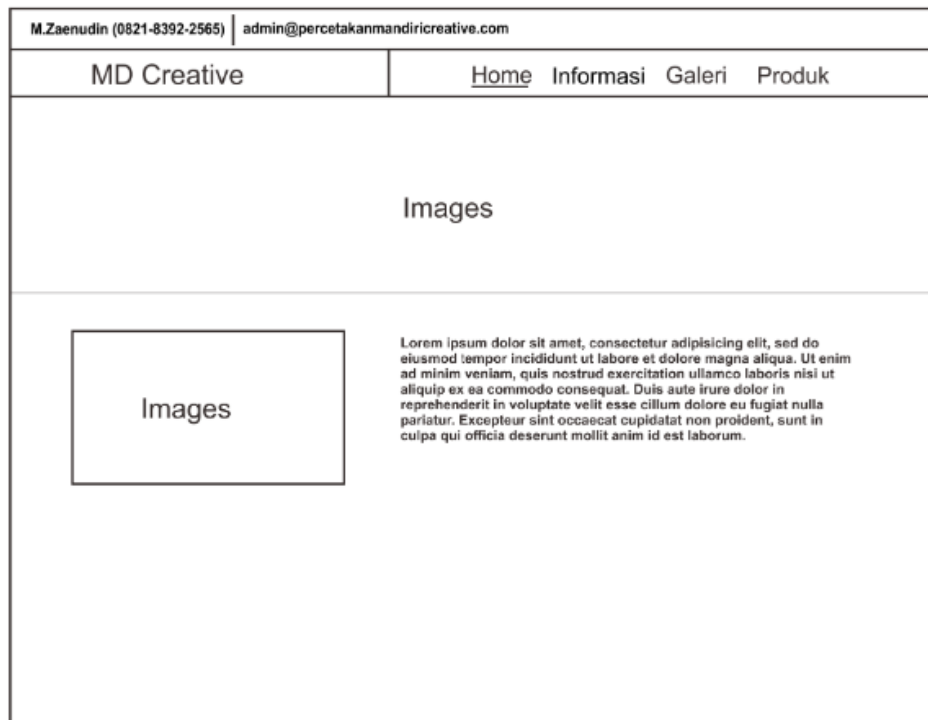 M.Zaenudin (0821-8392-2565) admin@percetakanmandiricreative.com
MD Creative Home Informasi Galeri Produk
Images
Images
Lorem ipsum dolor sit amet, consectetur adipisicing elit, sed do
eiusmod tempor incididunt ut labore et dolore magna aliqua. Ut enim
ad minim veniam, quis nostrud exercitation ullamco laboris nisi ut
aliquip ex ea commodo consequat. Duis aute irure dolor in
reprehenderit in voluptate velit esse cillum dolore eu fugiat nulla
pariatur. Excepteur sint occaecat cupidatat non proident, sunt in
culpa qui officia deserunt mollit anim id est laborum.